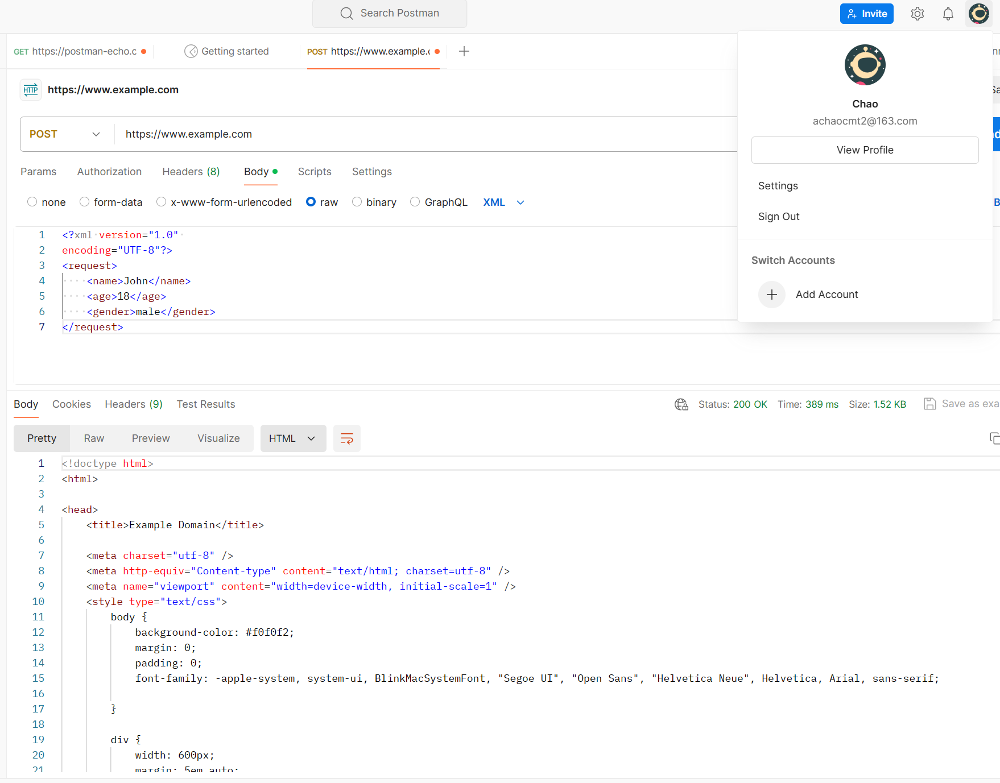 Search Postman
Invite
GET https://postman-echo.c
Getting started
POST https://www.example.c
HTTP https://www.example.com
POST https://www.example.com
Params Authorization Headers (8) Body Scripts Settings
none form-data x-www-form-urlencoded raw binary GraphQL XML
B
1 <?xml version="1.0"
2 encoding="UTF-8"?>
3 <request>
4 <name>John</name>
5 <age>18</age>
6 <gender>male</gender>
7 </request>
Chao
achaocmt2@163.com
View Profile
Settings
Sign Out
Switch Accounts
Add Account
Body Cookies Headers (9) Test Results
Status: 200 OK Time: 389 ms Size: 1.52 KB Save as exa
Pretty Raw Preview Visualize HTML
1 <!doctype html>
2 <html>
3
4 <head>
5 <title>Example Domain</title>
6
7 <meta charset="utf-8" />
8 <meta http-equiv="Content-type" content="text/html; charset=utf-8" />
9 <meta name="viewport" content="width=device-width, initial-scale=1" />
10 <style type="text/css">
11 body {
12 background-color: #f0f0f2;
13 margin: 0;
14 padding: 0;
15 font-family: -apple-system, system-ui, BlinkMacSystemFont, "Segoe UI", "Open Sans", "Helvetica Neue", Helvetica, Arial, sans-serif;
16
17 }
18
19 div {
20 width: 600px;
21 margin: 5em auto;